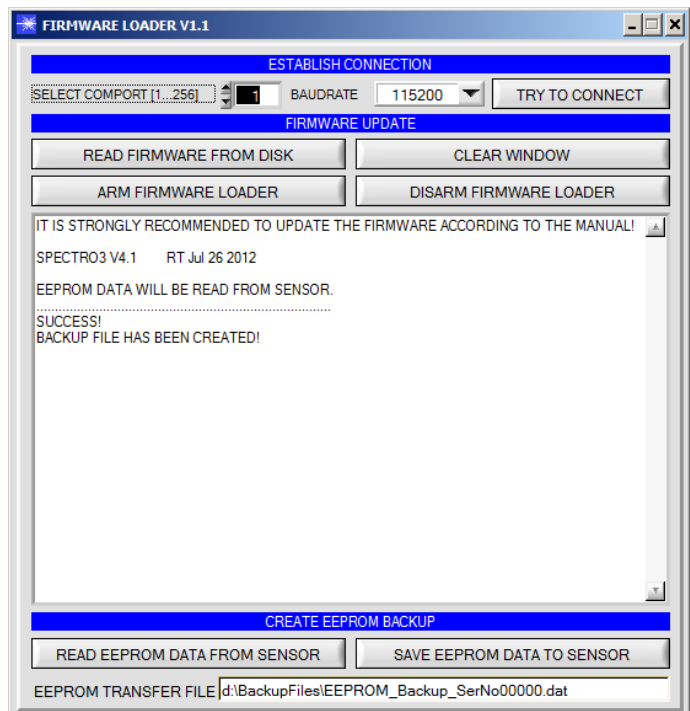 FIRMWARE LOADER V1.1
ESTABLISH CONNECTION
SELECT COMPORT [1...256] 1 BAUDRATE 115200 TRY TO CONNECT
FIRMWARE UPDATE
READ FIRMWARE FROM DISK CLEAR WINDOW
ARM FIRMWARE LOADER DISARM FIRMWARE LOADER
IT IS STRONGLY RECOMMENDED TO UPDATE THE FIRMWARE ACCORDING TO THE MANUAL!
SPECTRO3 V4.1 RT Jul 26 2012
EEPROM DATA WILL BE READ FROM SENSOR.
....................................................................................
SUCCESS!
BACKUP FILE HAS BEEN CREATED!
CREATE EEPROM BACKUP
READ EEPROM DATA FROM SENSOR SAVE EEPROM DATA TO SENSOR
EEPROM TRANSFER FILE d:\BackupFiles\EEPROM_Backup_SerNo00000.dat